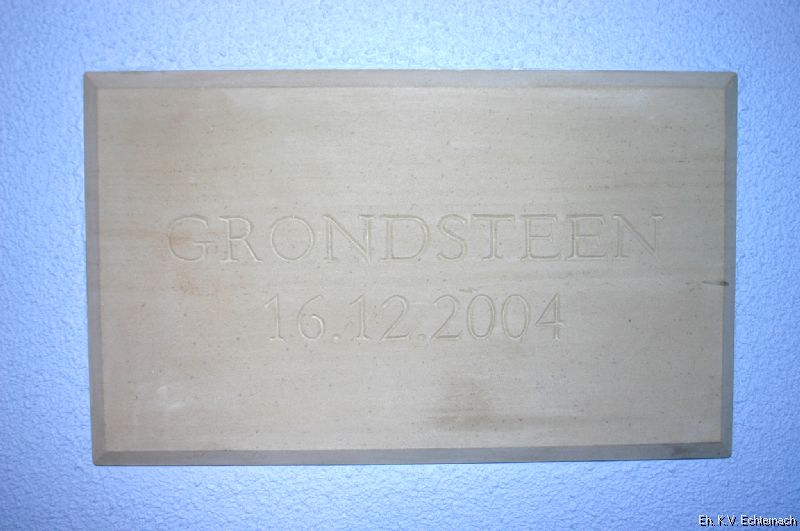 GRONDSTEEN
16.12.2004
Eh. K.V. Echternach